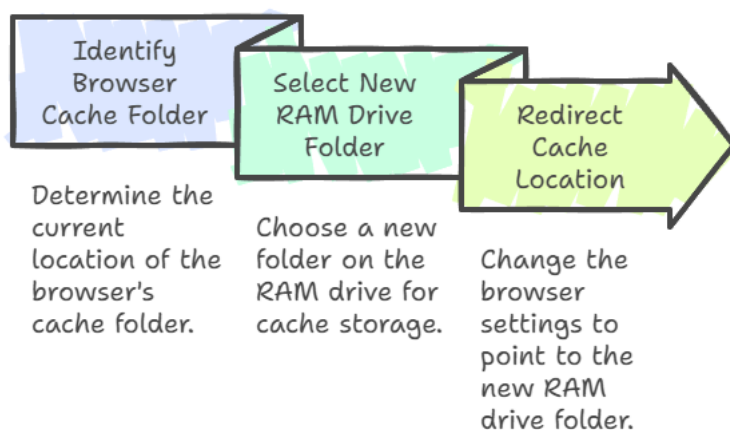 Identify
Browser
Cache Folder
Select New
RAM Drive
Folder
Redirect
Cache
Location
Determine the
current
location of the
browser's
cache folder.
Choose a new
folder on the
RAM drive for
cache storage.
Change the
browser
settings to
point to the
new RAM
drive folder.